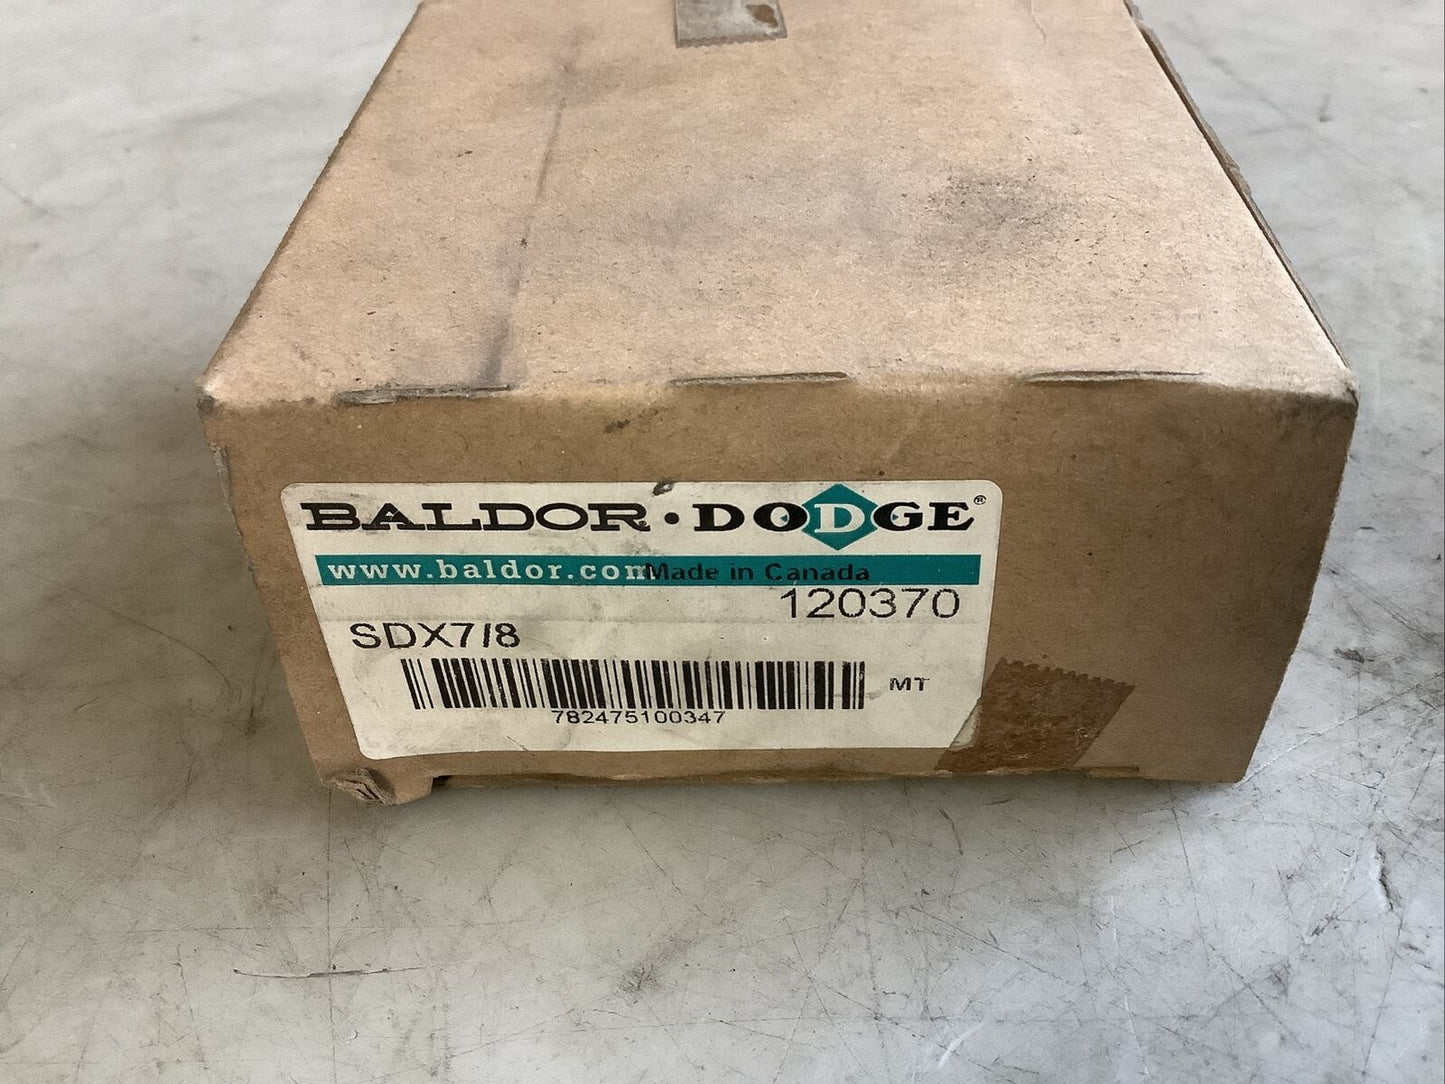 BALDOR · DODGE®
www.baldor.com Made in Canada
120370
SDX7/8
MT
782475100347